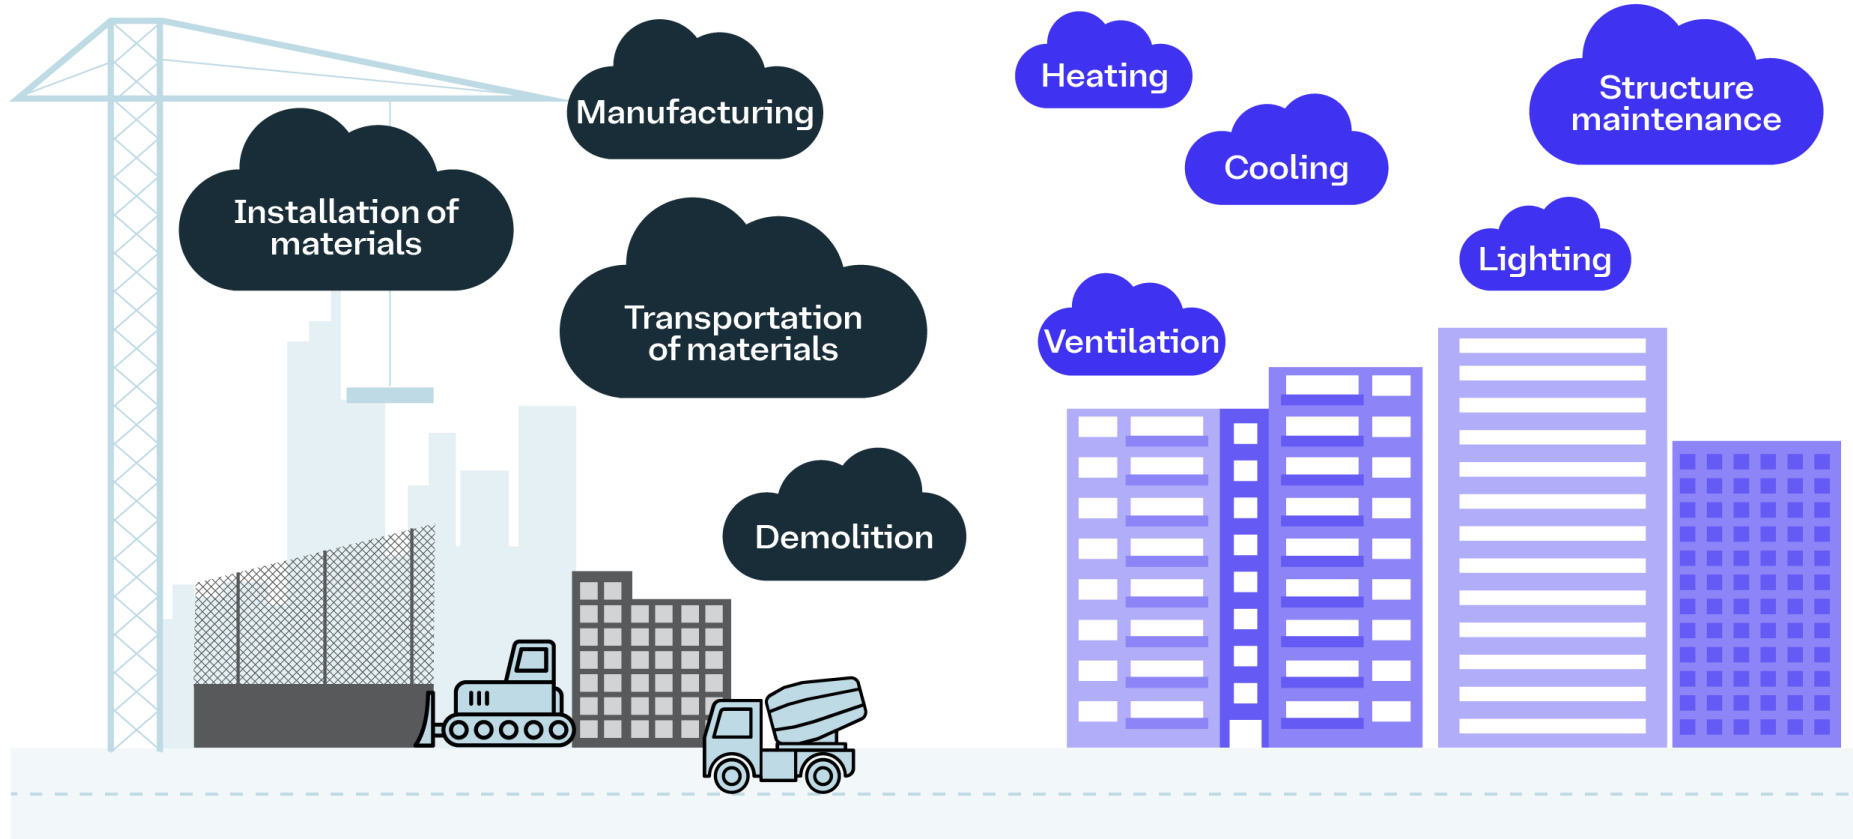 Manufacturing
Installation of
materials
Transportation
of materials
Demolition
Heating
Cooling
Structure
maintenance
Lighting
Ventilation